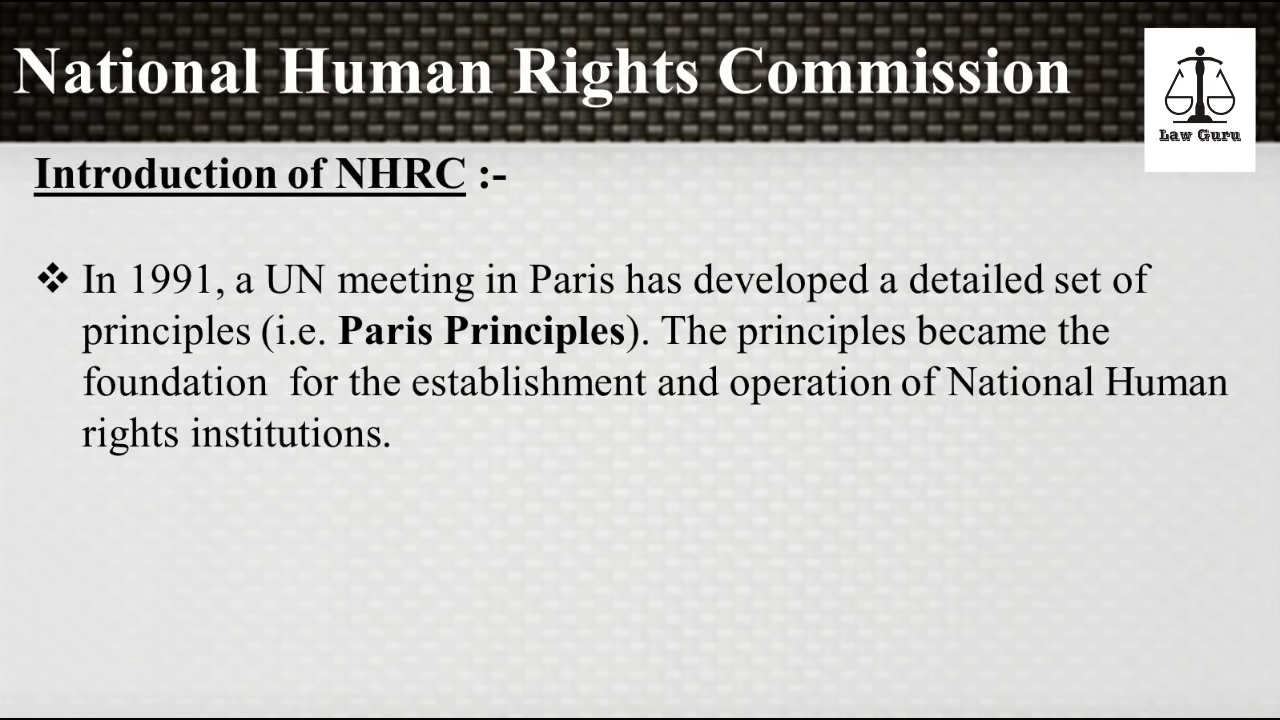 National Human Rights Commission
Law Guru
Introduction of NHRC :-
❖ In 1991, a UN meeting in Paris has developed a detailed set of
principles (i.e. Paris Principles). The principles became the
foundation  for the establishment and operation of National Human
rights institutions.